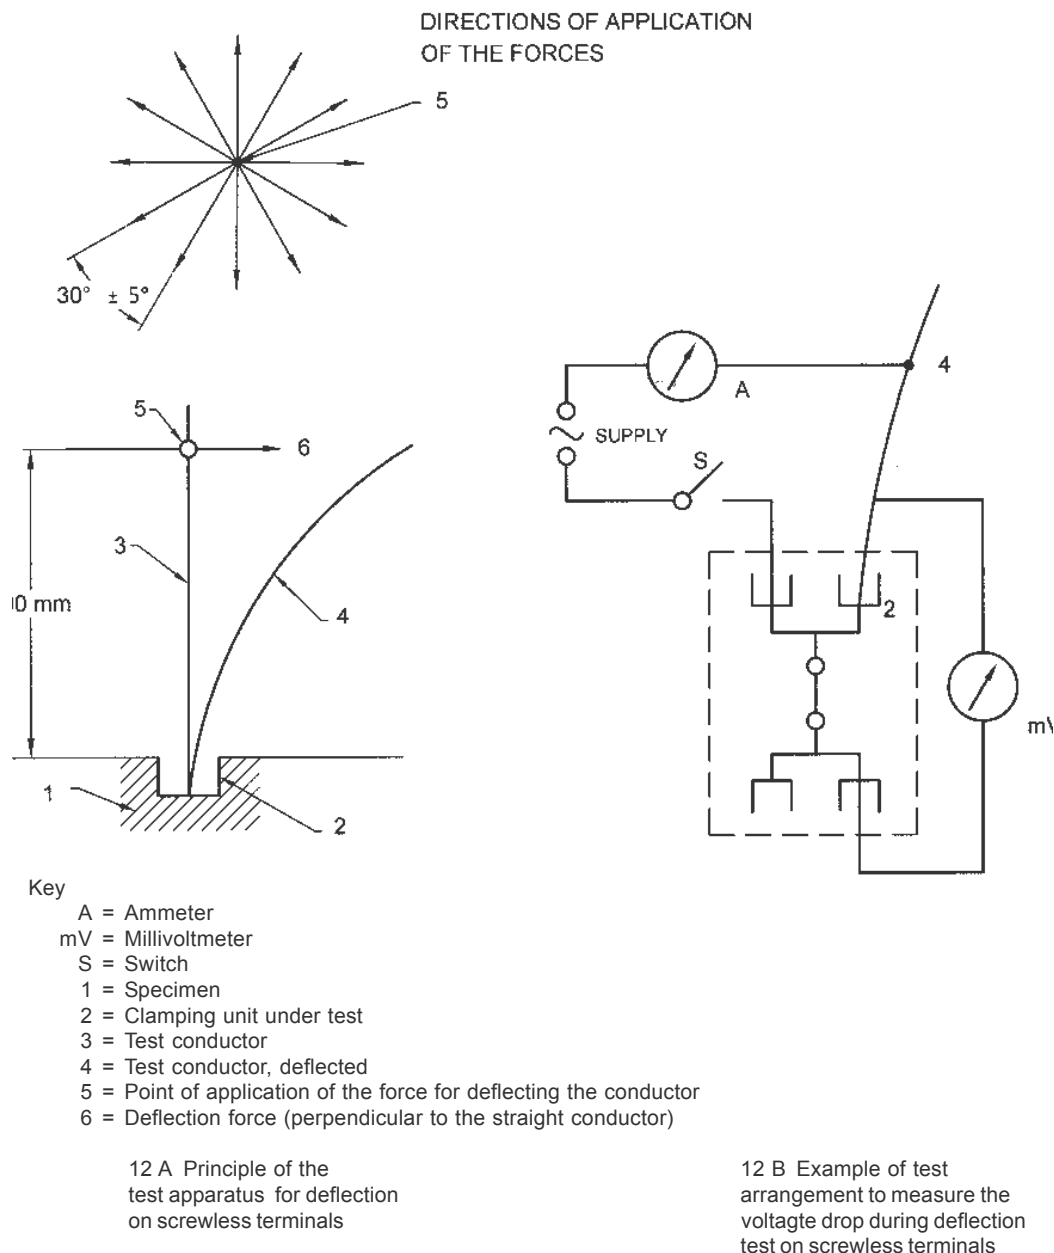 DIRECTIONS OF APPLICATION
OF THE FORCES
5
30° ± 5°
5
6
3
4
0 mm
1
2
A
4
SUPPLY
S
2
mV
Key
A = Ammeter
mV = Millivoltmeter
S = Switch
1 = Specimen
2 = Clamping unit under test
3 = Test conductor
4 = Test conductor, deflected
5 = Point of application of the force for deflecting the conductor
6 = Deflection force (perpendicular to the straight conductor)
12 A Principle of the
test apparatus for deflection
on screwless terminals
12 B Example of test
arrangement to measure the
voltagte drop during deflection
test on screwless terminals